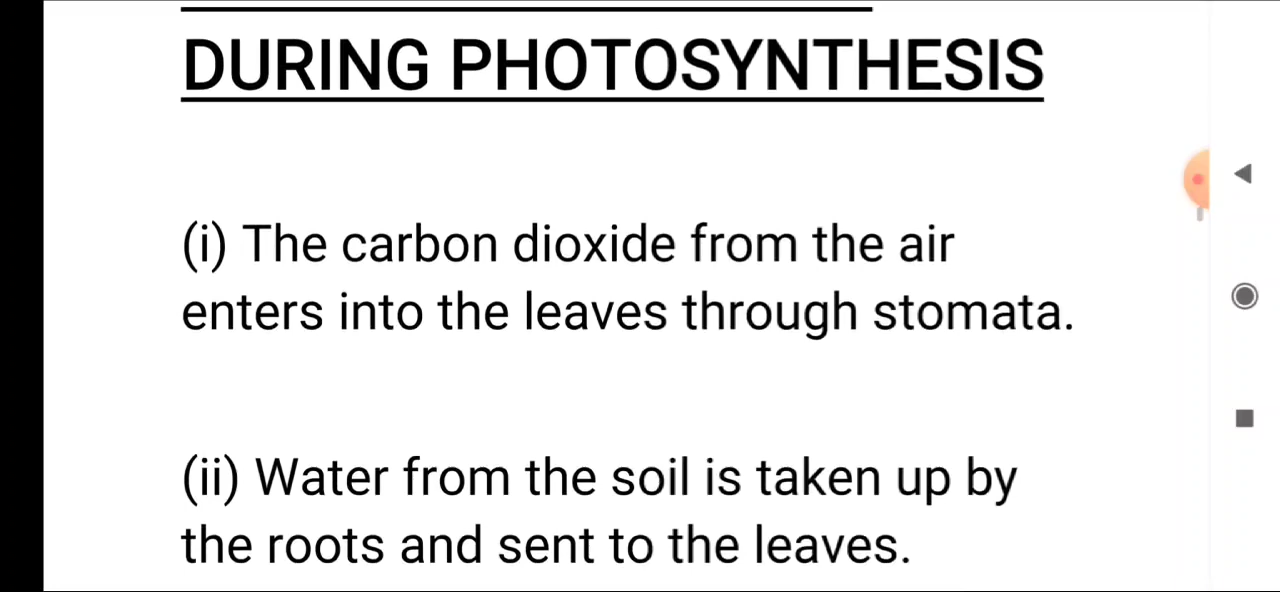 DURING PHOTOSYNTHESIS
(i) The carbon dioxide from the air
enters into the leaves through stomata.
(ii) Water from the soil is taken up by
the roots and sent to the leaves.